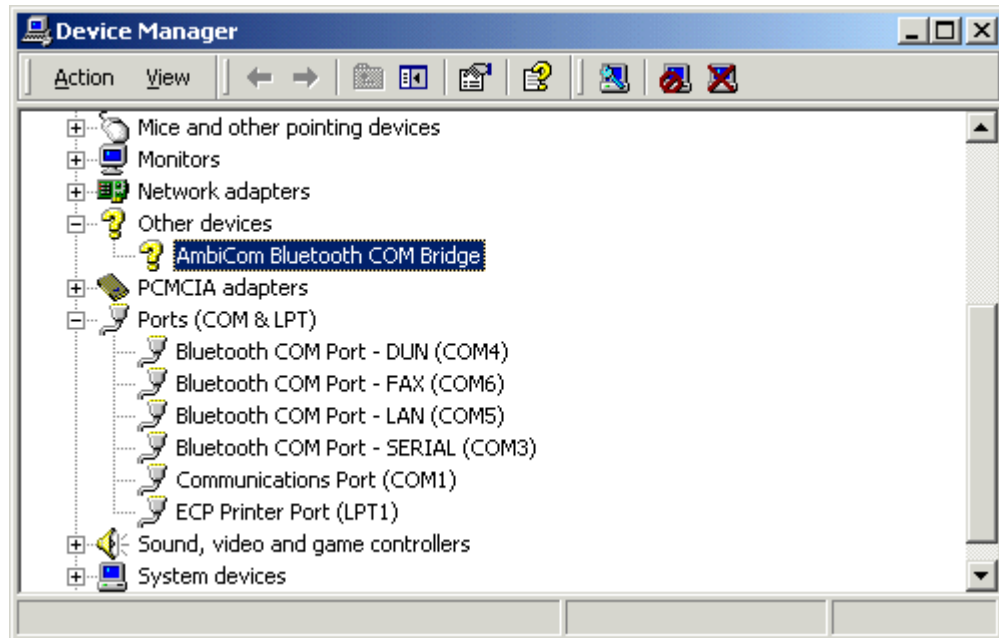 Device Manager
Action View
Mice and other pointing devices
Monitors
Network adapters
Other devices
AmbiCom Bluetooth COM Bridge
PCMCIA adapters
Ports (COM & LPT)
Bluetooth COM Port - DUN (COM4)
Bluetooth COM Port - FAX (COM6)
Bluetooth COM Port - LAN (COM5)
Bluetooth COM Port - SERIAL (COM3)
Communications Port (COM1)
ECP Printer Port (LPT1)
Sound, video and game controllers
System devices